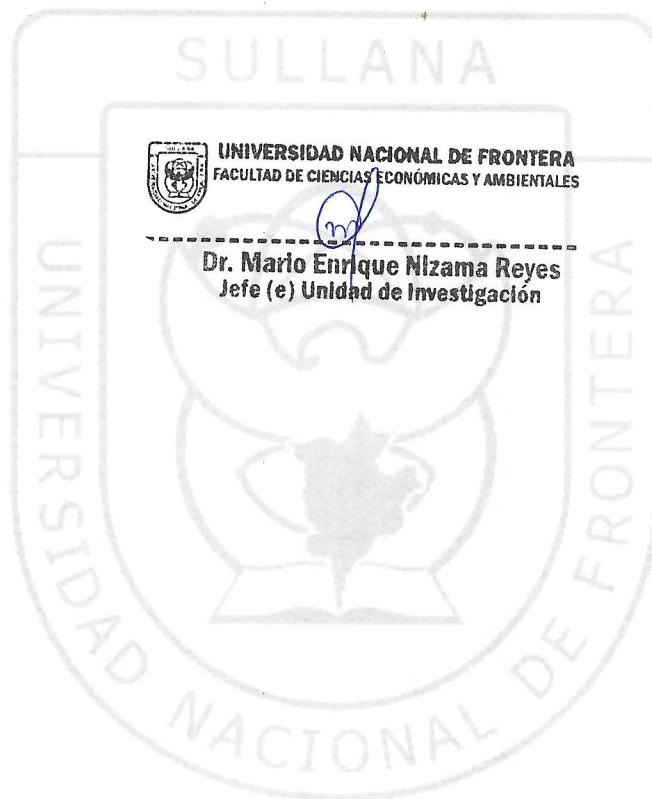 SULLANA
UNIVERSIDAD NACIONAL DE FRONTERA
FACULTAD DE CIENCIAS ECONÓMICAS Y AMBIENTALES
Dr. Mario Enrique Nizama Reyes
Jefe (e) Unidad de Investigación
UNIVERSIDAD NACIONAL DE FRONTERA